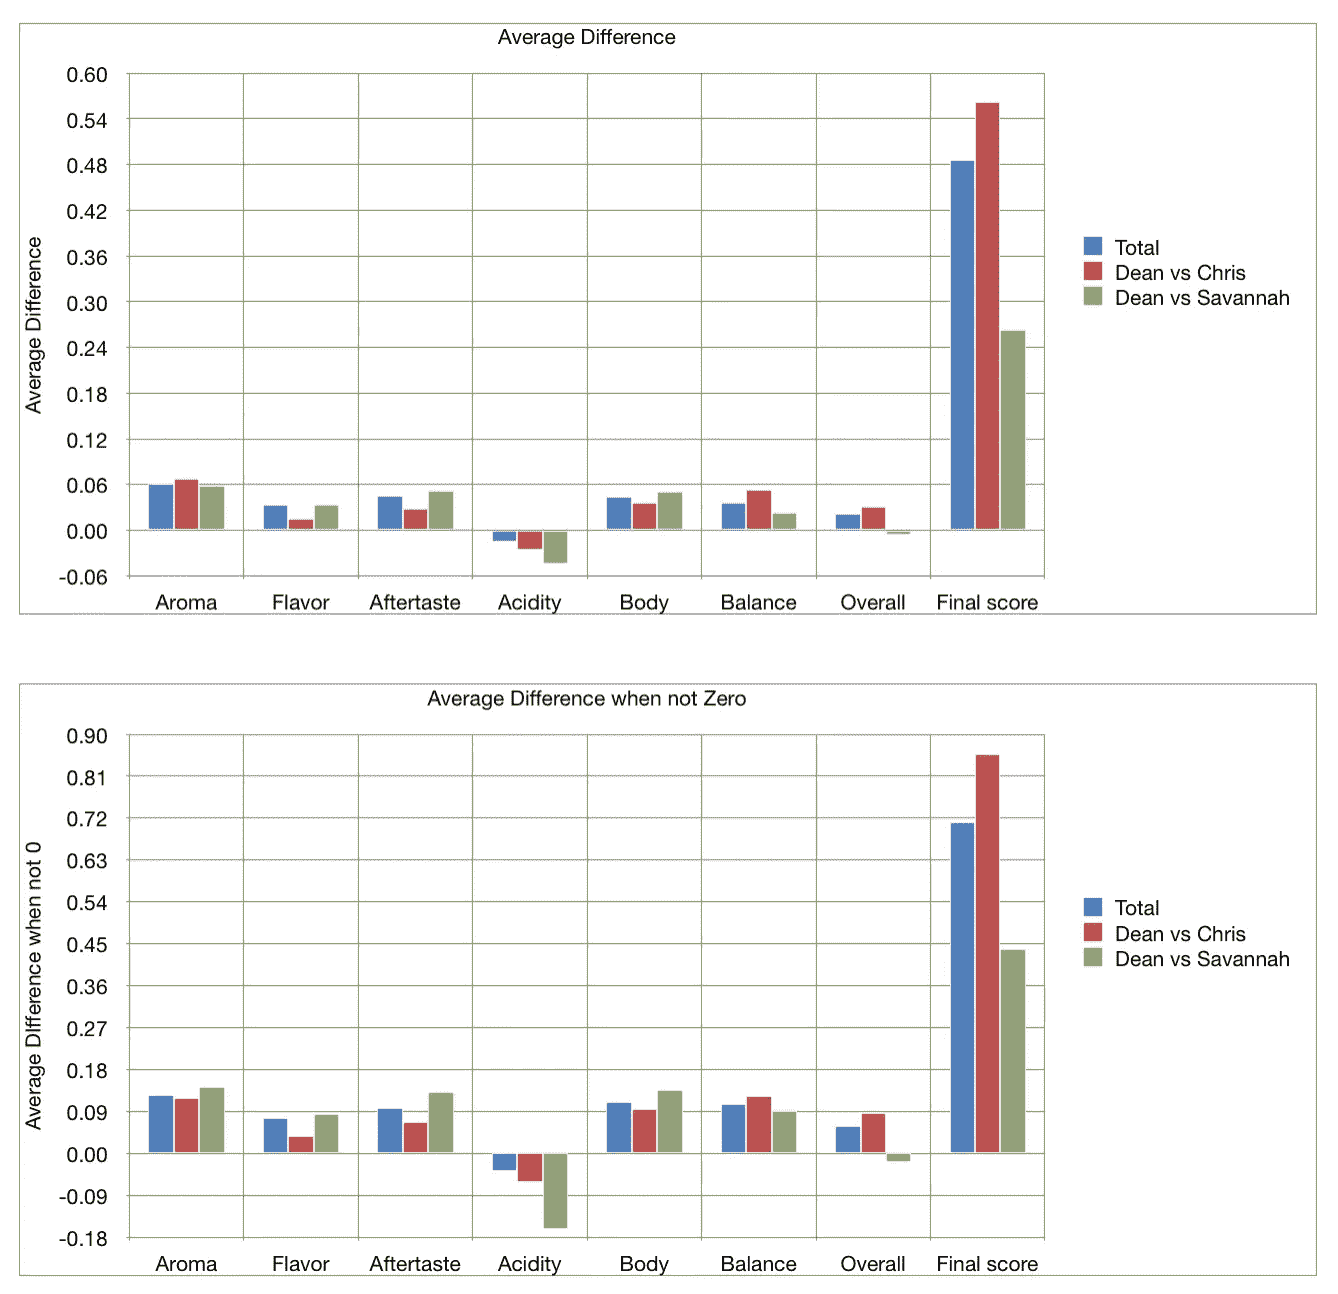 Average Difference
0.60
0.54
0.48
0.42
0.36
0.30
0.24
0.18
0.12
0.06
0.00
-0.06
Average Difference
Aroma Flavor Aftertaste Acidity Body Balance Overall Final score
Total
Dean vs Chris
Dean vs Savannah
Average Difference when not Zero
0.90
0.81
0.72
0.63
0.54
0.45
0.36
0.27
0.18
0.09
0.00
-0.09
-0.18
Average DIfference when not 0
Aroma Flavor Aftertaste Acidity Body Balance Overall Final score
Total
Dean vs Chris
Dean vs Savannah